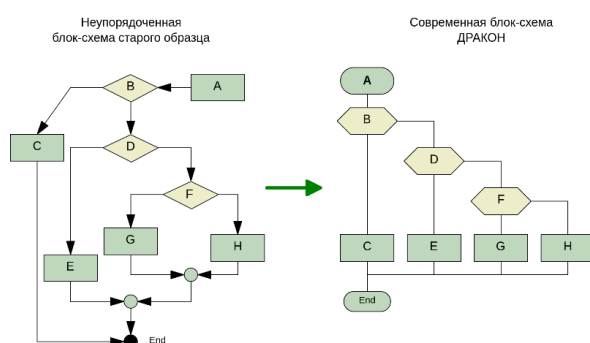 Неупорядоченная
блок-схема старого образца
B
A
C
D
F
G
H
E
End
Современная блок-схема
ДРАКОН
A
B
D
F
C
E
G
H
End